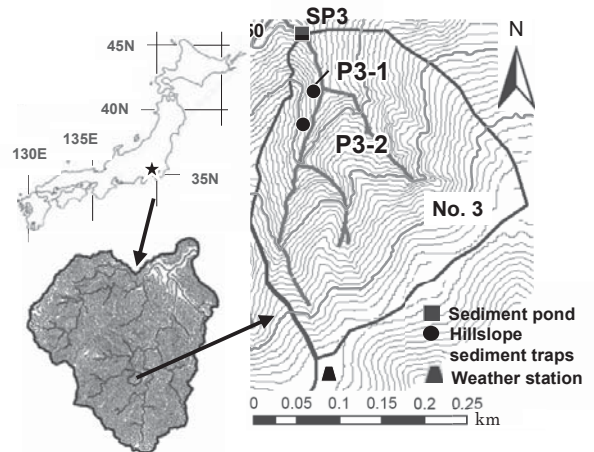 45N
40N
135E
130E
35N
50
SP3
N
P3-1
P3-2
No. 3
Sediment pond
Hillslope
sediment traps
Weather station
0 0.05 0.1 0.15 0.2 0.25
km